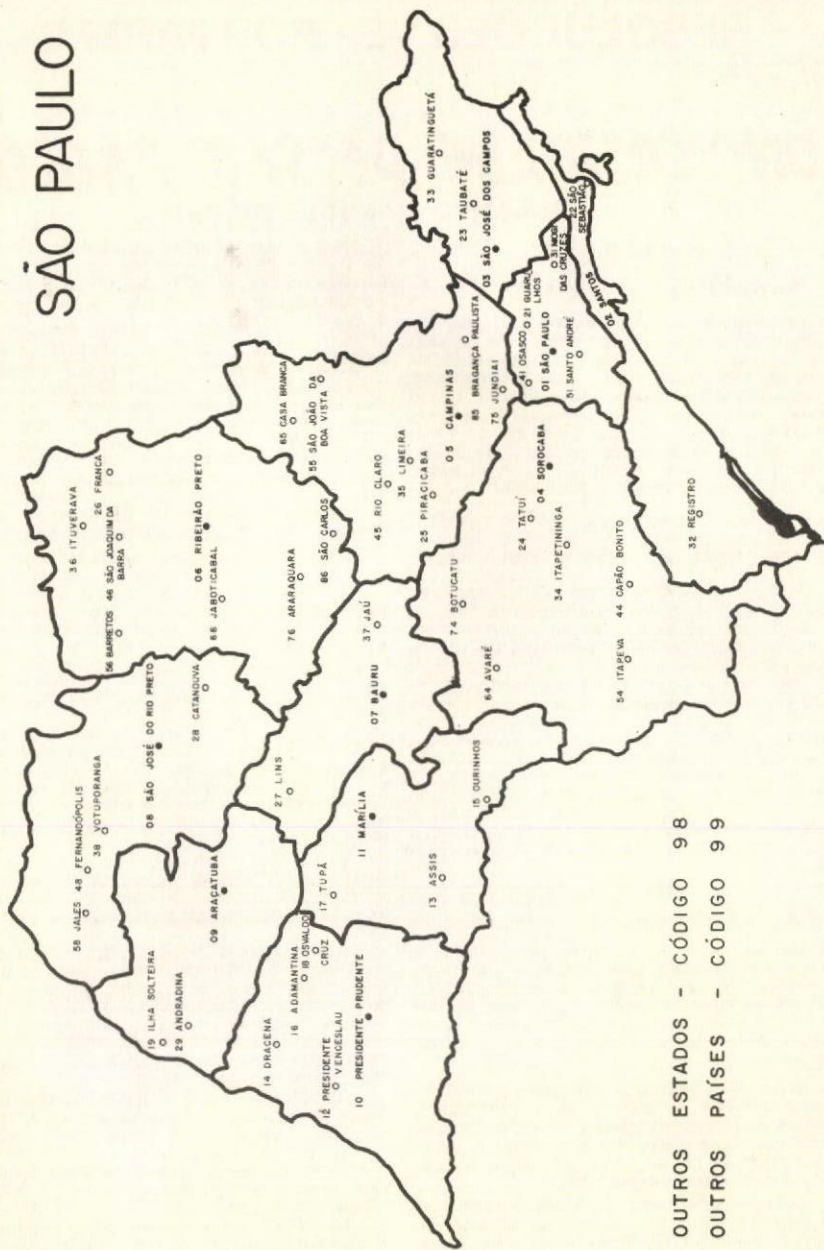 SÃO PAULO
36 ITUVERAVA
26 FRANCA
56 BARRETOS
46 SÃO JOAQUIM DA
BARRA
06 RIBEIRÃO PRETO
66 JABOTICABAL
76 ARARAQUARA
86 SÃO CARLOS
58 JALES
48 FERNANDÓPOLIS
38 VOTUPORANGA
08 SÃO JOSÉ DO RIO PRETO
28 CATANDUVA
19 ILHA SOLTEIRA
29 ANDRADINA
09 ARAÇATUBA
27 LINS
07 BAURU
37 JAÚ
65 CASA BRANCA
55 SÃO JOÃO DA
BOA VISTA
45 RIO CLARO
35 LIMEIRA
25 PIRACICABA
05 CAMPINAS
85 BRAGANÇA PAULISTA
75 JUNDIAÍ
33 GUARATINGUETÁ
23 TAUBATÉ
03 SÃO JOSÉ DOS CAMPOS
14 DRACENA
16 ADAMANTINA
18 OSVALDO
CRUZ
12 PRESIDENTE
VENCESLAU
10 PRESIDENTE PRUDENTE
17 TUPÃ
11 MARÍLIA
13 ASSIS
15 OURINHOS
74 BOTUCATU
64 AVARÉ
24 TATUÍ
04 SOROCABA
34 ITAPETININGA
54 ITAPEVA
44 CAPÃO BONITO
41 OSASCO
21 GUARU
LHOS
01 SÃO PAULO
31 MOGI
DAS CRUZES
51 SANTO ANDRÉ
22 SÃO
SEBASTIÃO
02 SANTOS
32 REGISTRO
OUTROS ESTADOS - CÓDIGO 98
OUTROS PAÍSES - CÓDIGO 99